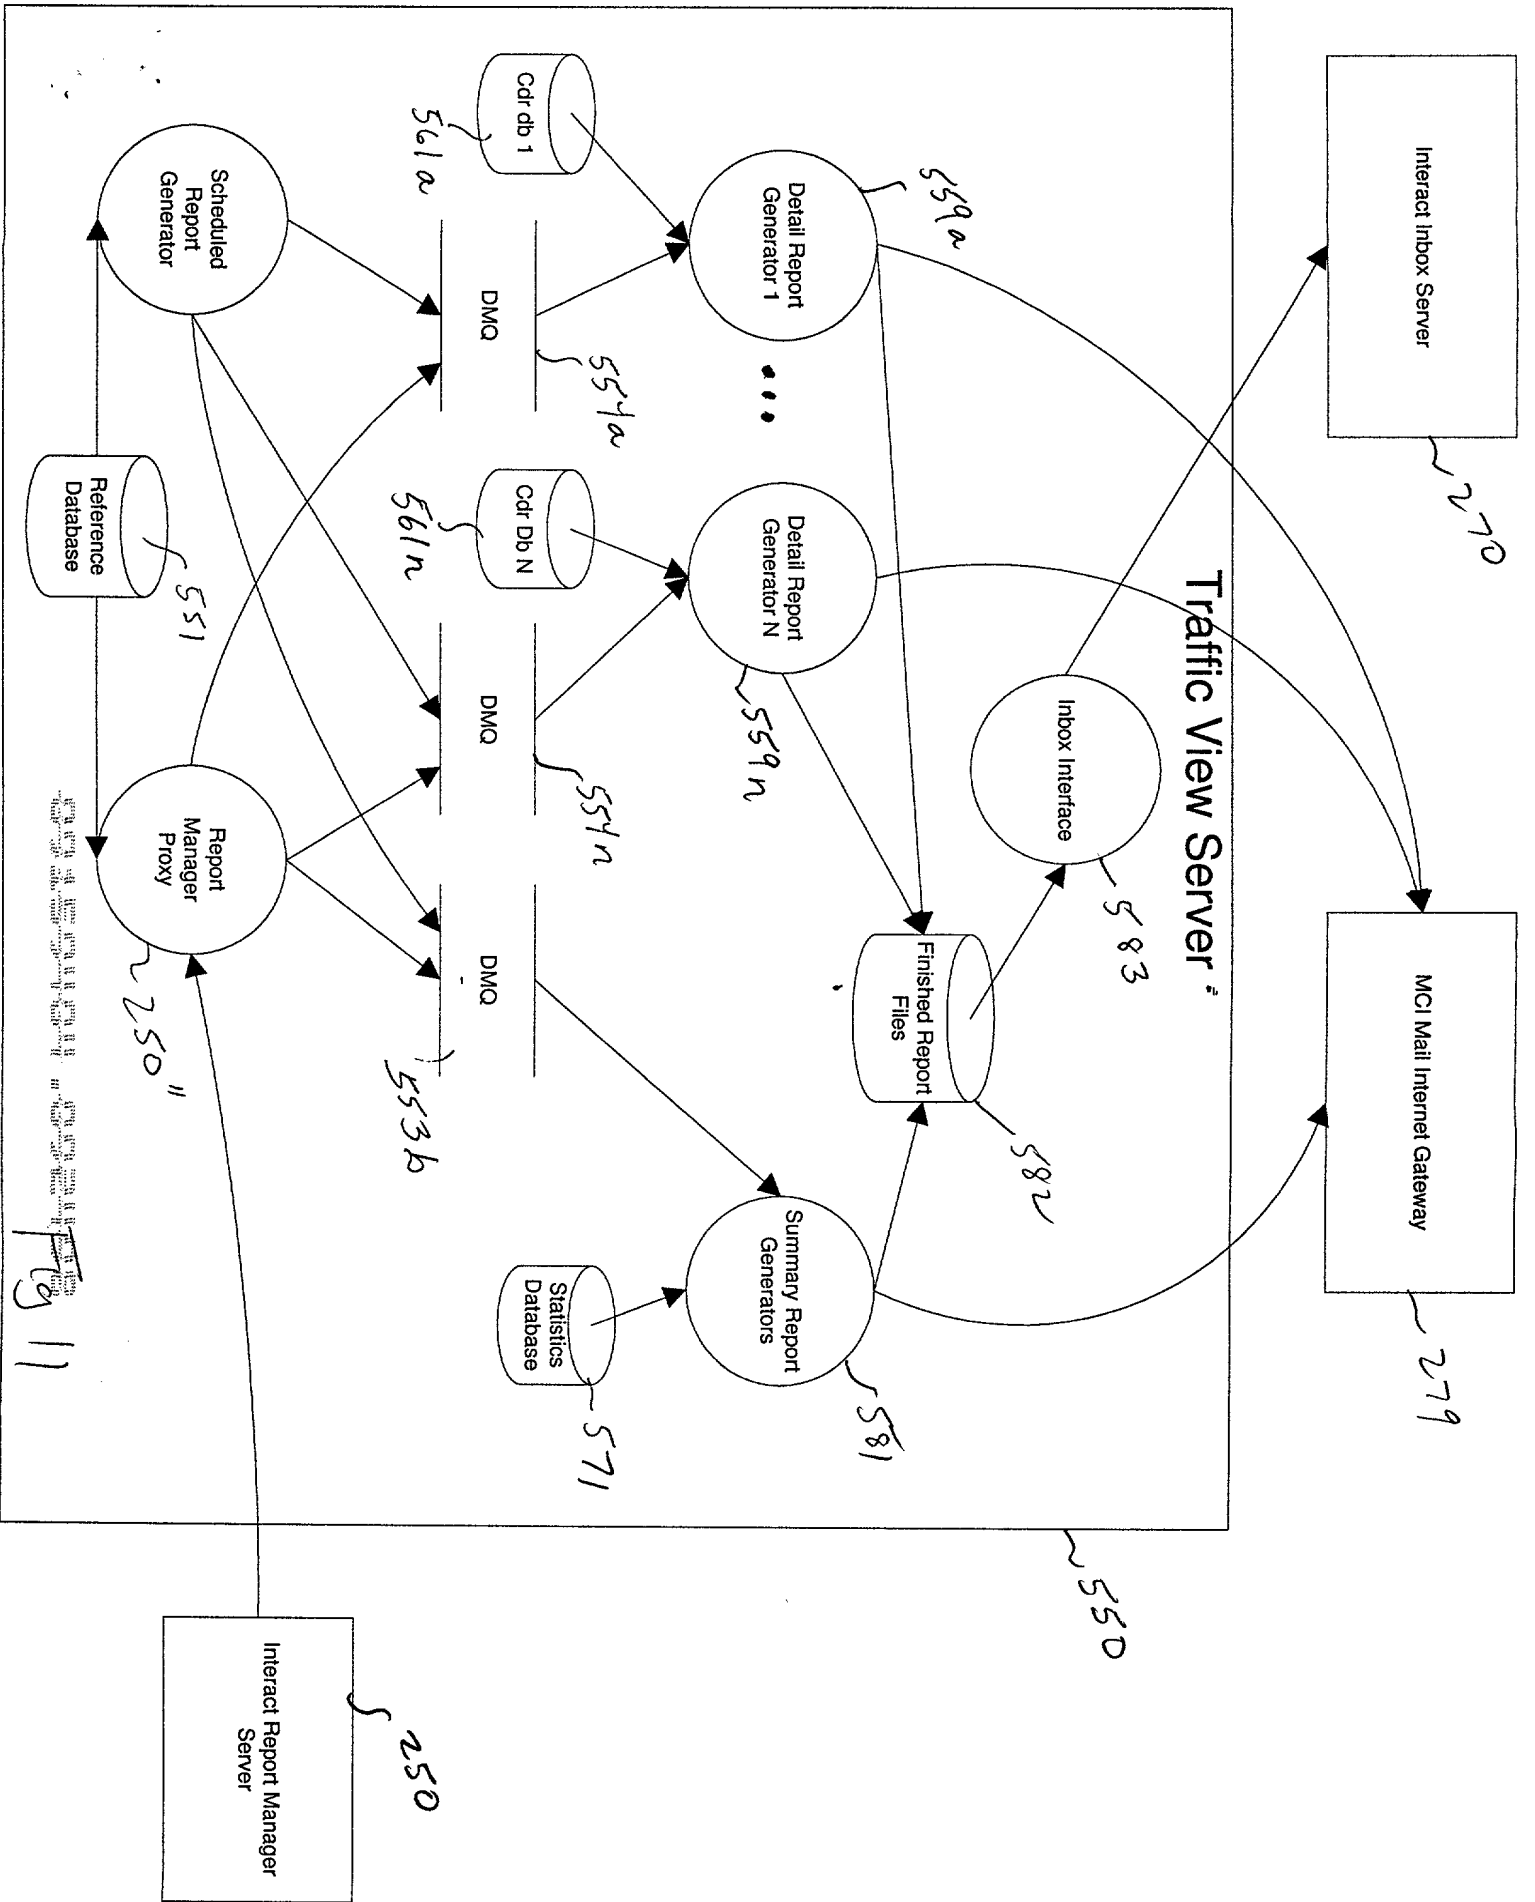 Interact Inbox Server
270
MCI Mail Internet Gateway
279
Traffic View Server
550
Inbox Interface
583
Finished Report
Files
582
559a
Detail Report
Generator 1
Detail Report
Generator N
559n
Summary Report
Generators
581
Cdr db 1
561a
Cdr Db N
561n
Statistics
Database
571
DMQ
554a
DMQ
554n
DMQ
553b
Scheduled
Report
Generator
Reference
Database
551
Report
Manager
Proxy
250"
Interact Report Manager
Server
250
Fig 11